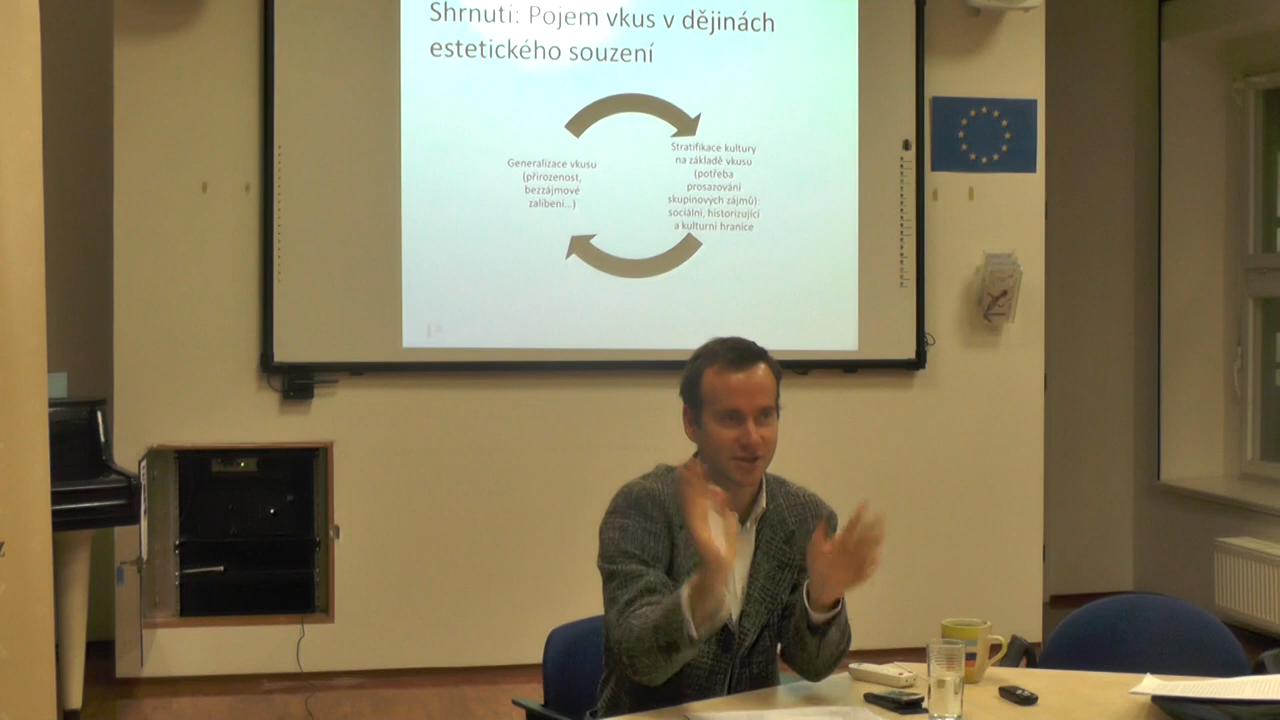 Shrnutí: Pojem vkus v dějinách
estetického souzení
Generalizace vkusu
(přirozenost,
bezzájmové
zalíbení...)
Stratifikace kultury
na základě vkusu
(potřeba
prosazování
skupinových zájmů):
sociální, historizující
a kulturní hranice